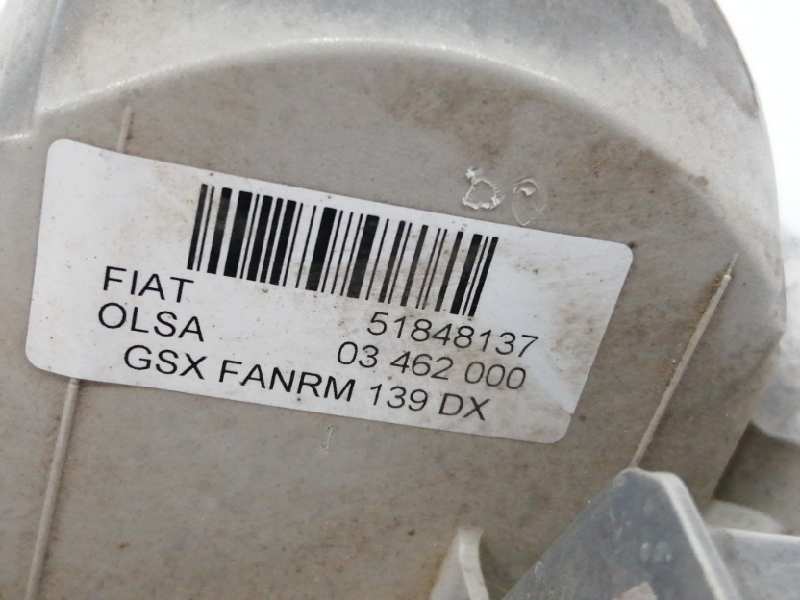 FIAT 51848137
OLSA 03 462 000
GSX FANRM 139 DX